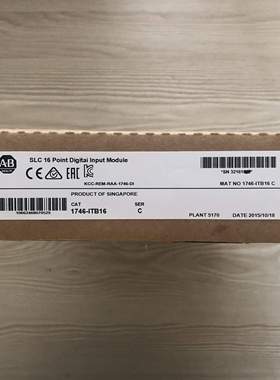 AB
SLC 16 Point Digital Input Module
KCC-REM-RAA-1746-DI
MAT NO 1746-ITB16 C
PRODUCT OF SINGAPORE
CAT
SER
1746-ITB16
C
PLANT 5170
DATE 2015/10/18